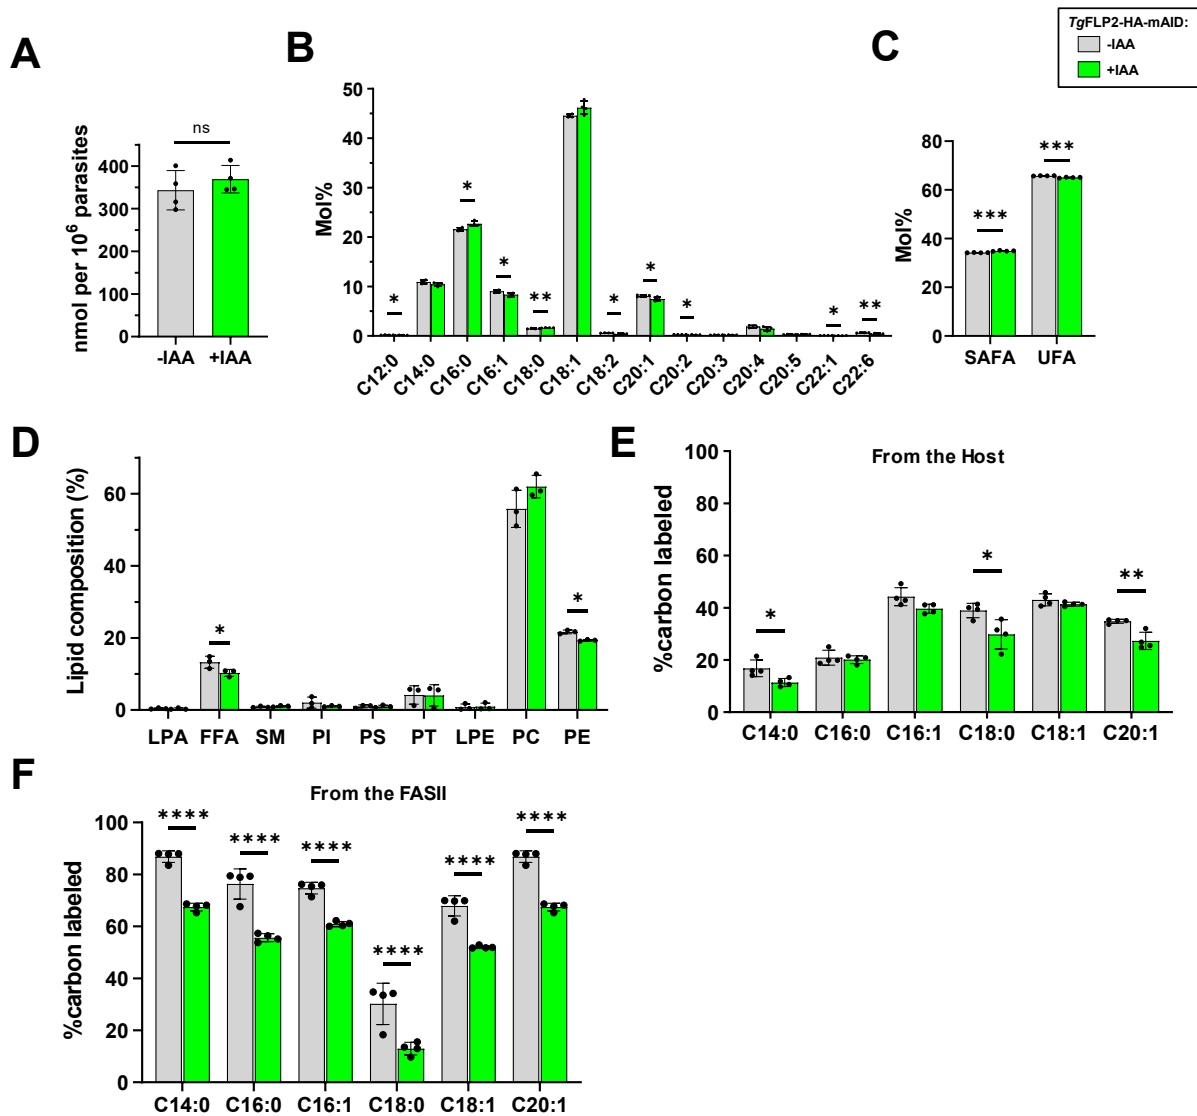 TgFLP2-HA-mAID:
-IAA
+IAA
A
nmol per 10⁶ parasites
ns
400
300
200
100
0
-IAA +IAA
B
Mol%
50
40
30
20
10
0
*
*
*
**
*
*
*
*
**
C12:0 C14:0 C16:0 C16:1 C18:0 C18:1 C18:2 C20:1 C20:2 C20:3 C20:4 C20:5 C22:1 C22:6
C
Mol%
80
60
40
20
0
***
***
SAFA UFA
D
Lipid composition (%)
60
40
20
0
*
*
LPA FFA SM PI PS PT LPE PC PE
E
From the Host
%carbon labeled
100
80
60
40
20
0
*
*
**
C14:0 C16:0 C16:1 C18:0 C18:1 C20:1
F
From the FASII
%carbon labeled
100
80
60
40
20
0
****
****
****
****
****
****
C14:0 C16:0 C16:1 C18:0 C18:1 C20:1